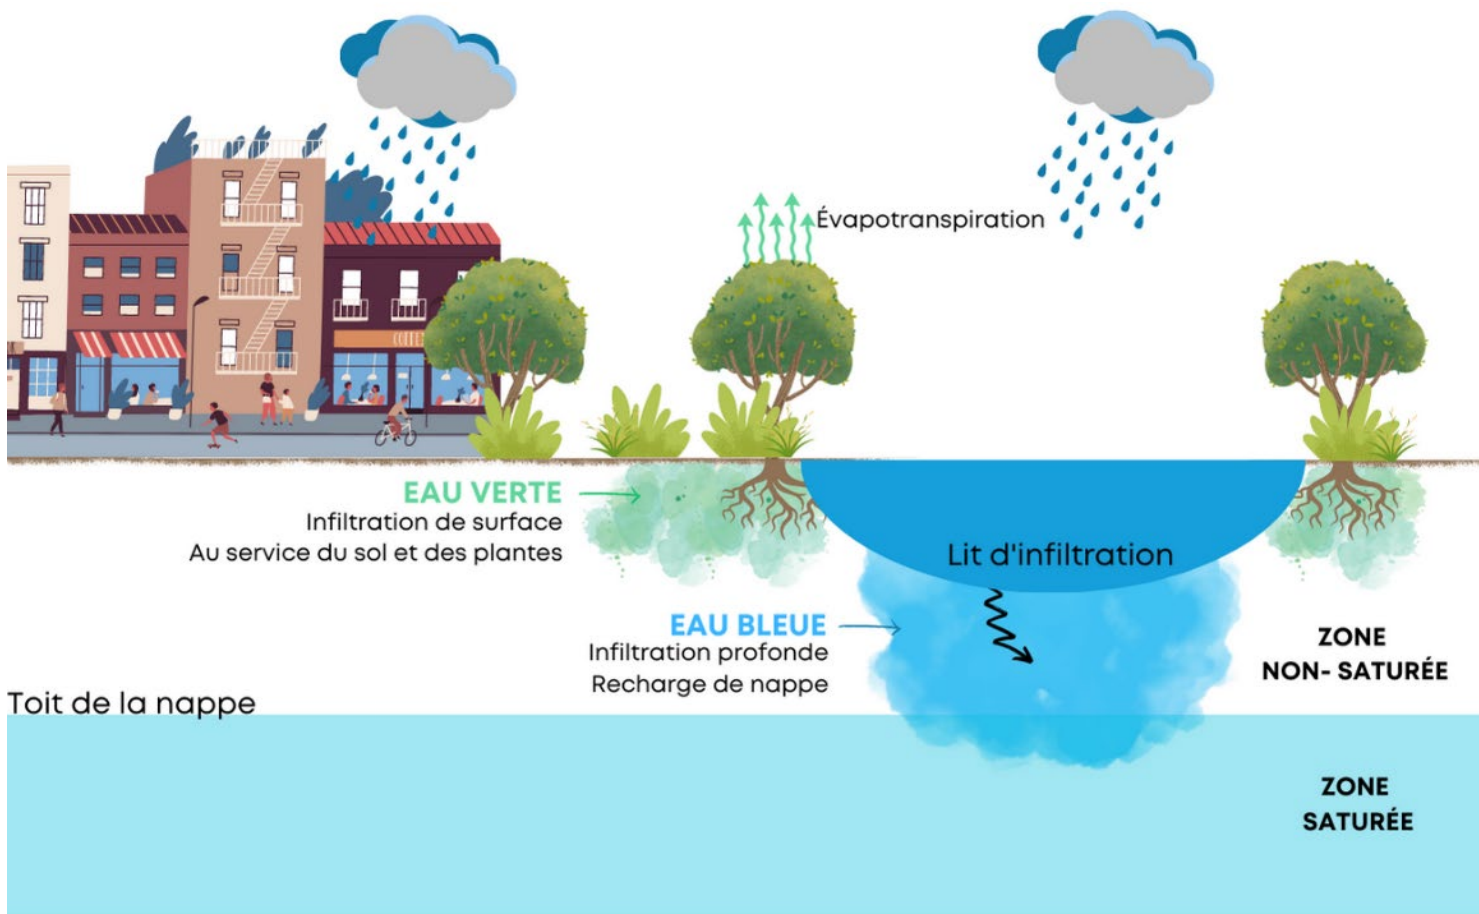 Évapotranspiration
EAU VERTE
Infiltration de surface
Au service du sol et des plantes
Lit d'infiltration
EAU BLEUE
Infiltration profonde
Recharge de nappe
ZONE
NON- SATURÉE
Toit de la nappe
ZONE
SATURÉE